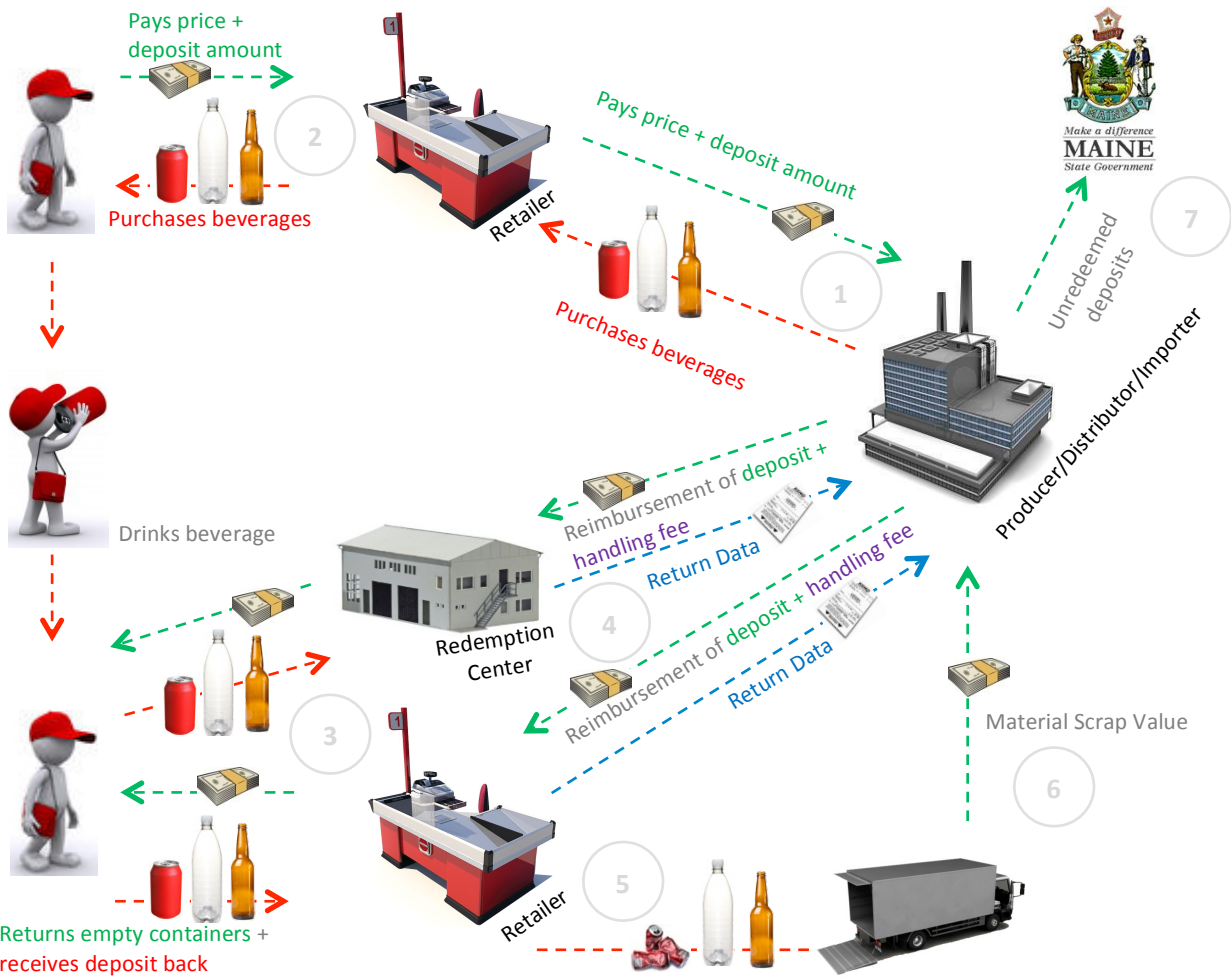 Pays price +
deposit amount
2
Purchases beverages
Retailer
Pays price + deposit amount
1
Purchases beverages
MAINE
Make a difference
MAINE
State Government
7
Unredeemed
deposits
Producer/Distributor/Importer
Drinks beverage
Reimbursement of deposit +
handling fee
Return Data
4
Redemption
Center
Reimbursement of deposit + handling fee
Return Data
3
1
Material Scrap Value
6
1
5
Retailer
Returns empty containers +
receives deposit back